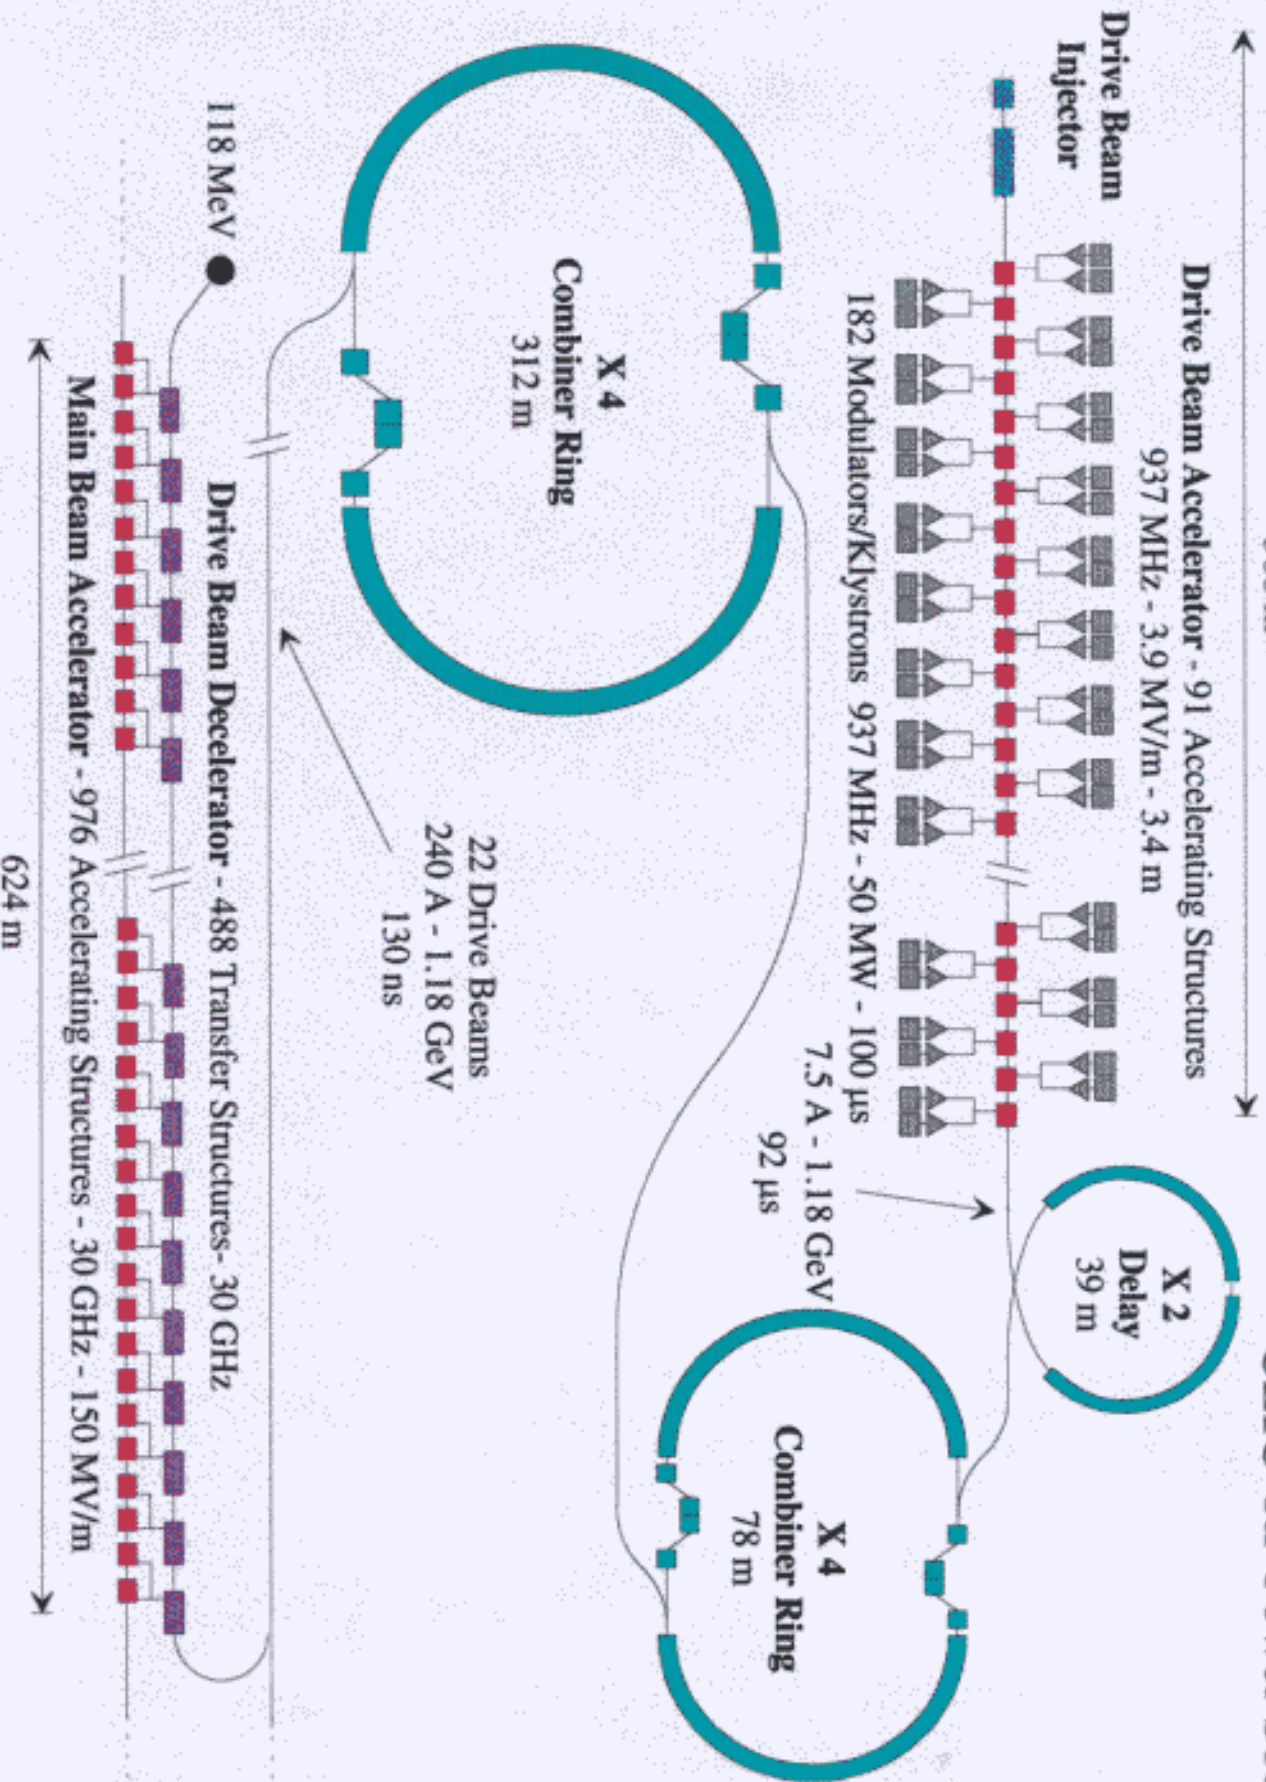 Drive Beam
Injector
Drive Beam Accelerator - 91 Accelerating Structures
937 MHz - 3.9 MV/m - 3.4 m
182 Modulators/Klystrons 937 MHz - 50 MW - 100 µs
7.5 A - 1.18 GeV
92 µs
X 2
Delay
39 m
X 4
Combiner Ring
78 m
X 4
Combiner Ring
312 m
22 Drive Beams
240 A - 1.18 GeV
130 ns
118 MeV
Drive Beam Decelerator - 488 Transfer Structures- 30 GHz
Main Beam Accelerator - 976 Accelerating Structures - 30 GHz - 150 MV/m
624 m